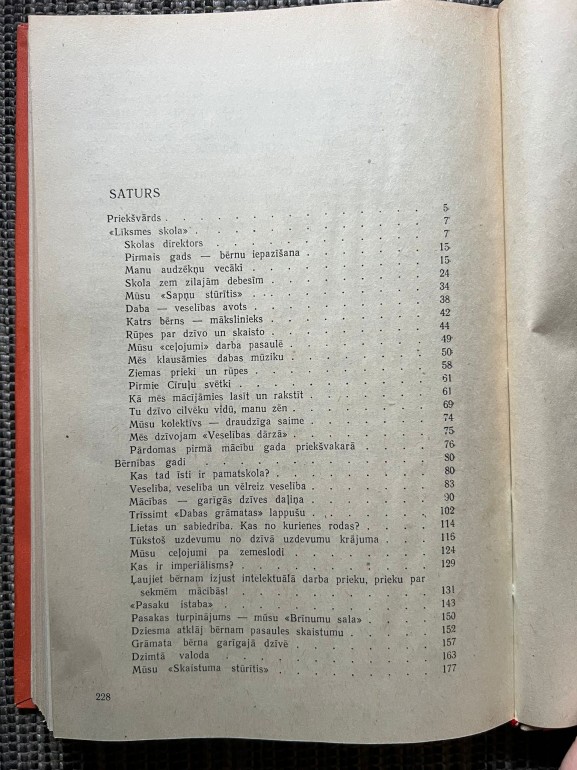 SATURS
Priekšvārds . . . . . . . . . . 5
«Līksmes skola» . . . . . . . . . . 7
Skolas direktors . . . . . . . . . . 7
Pirmais gads — bērnu iepazīšana . . . . . 15
Manu audzēkņu vecāki . . . . . . . 15
Skola zem zilajām debesīm . . . . . . 24
Mūsu «Sapņu stūrītis» . . . . . . . 34
Daba — veselības avots . . . . . . . 38
Katrs bērns — mākslinieks . . . . . . 42
Rūpes par dzīvo un skaisto . . . . . . 44
Mūsu «ceļojumi» darba pasaulē . . . . . 49
Mēs klausāmies dabas mūziku . . . . . 50
Ziemas prieki un rūpes . . . . . . . 58
Pirmie Cīruļu svētki . . . . . . . . 61
Kā mēs mācījāmies lasīt un rakstīt . . . . 61
Tu dzīvo cilvēku vidū, manu zēn . . . . 69
Mūsu kolektīvs — draudzīga saime . . . . 74
Mēs dzīvojam «Veselības dārzā» . . . . . 75
Pārdomas pirmā mācību gada priekšvakarā . . . 76
Bērnības gadi . . . . . . . . . 80
Kas tad īsti ir pamatskola? . . . . . . 80
Veselība, veselība un vēlreiz veselība . . . . 83
Mācības — garīgās dzīves daļiņa . . . . . 90
Trīssimt «Dabas grāmatas» lappušu . . . . 102
Lietas un sabiedrība. Kas no kurienes rodas? . . . 114
Tūkstoš uzdevumu no dzīvā uzdevumu krājuma . . 116
Mūsu ceļojumi pa zemeslodi . . . . . . 124
Kas ir imperiālisms? . . . . . . . . 129
Ļaujiet bērnam izjust intelektuālā darba prieku, prieku par
sekmēm mācībās! . . . . . . . . 131
«Pasaku istaba» . . . . . . . . . 143
Pasakas turpinājums — mūsu «Brīnumu sala» . . 150
Dziesma atklāj bērnam pasaules skaistumu . . . 152
Grāmata bērna garīgajā dzīvē . . . . . 157
Dzimtā valoda . . . . . . . . . 163
Mūsu «Skaistuma stūrītis» . . . . . . 177
228